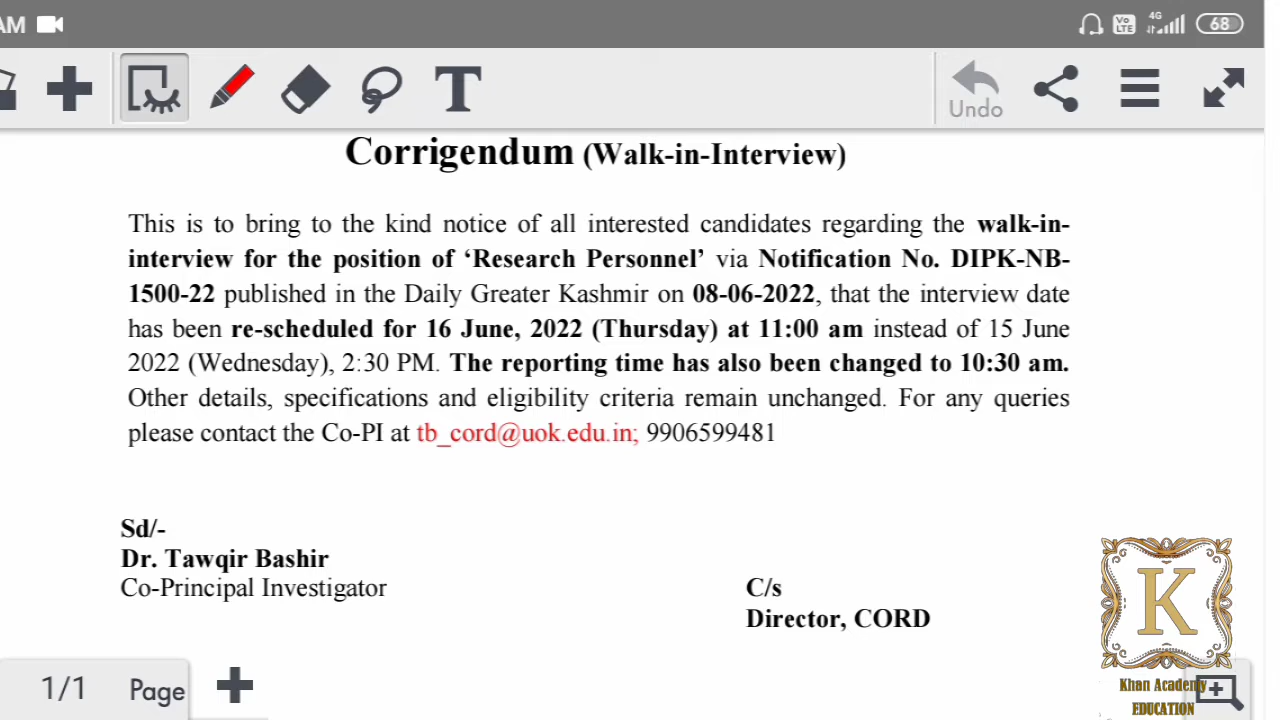 AM
Vo LTE 4G 68
T
Undo
Corrigendum (Walk-in-Interview)
This is to bring to the kind notice of all interested candidates regarding the walk-in-
interview for the position of ‘Research Personnel’ via Notification No. DIPK-NB-
1500-22 published in the Daily Greater Kashmir on 08-06-2022, that the interview date
has been re-scheduled for 16 June, 2022 (Thursday) at 11:00 am instead of 15 June
2022 (Wednesday), 2:30 PM. The reporting time has also been changed to 10:30 am.
Other details, specifications and eligibility criteria remain unchanged. For any queries
please contact the Co-PI at tb_cord@uok.edu.in; 9906599481
Sd/-
Dr. Tawqir Bashir
Co-Principal Investigator
C/s
Director, CORD
K
Khan Academy
EDUCATION
1/1 Page